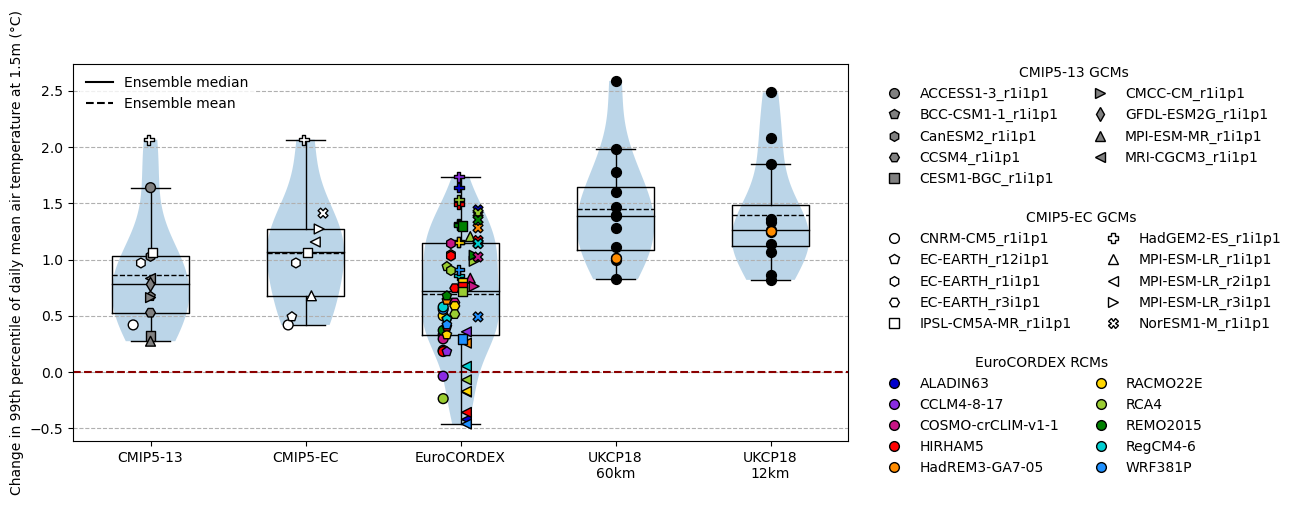 Change in 99th percentile of daily mean air temperature at 1.5m (°C)
Ensemble median
Ensemble mean
2.5
2.0
1.5
1.0
0.5
0.0
−0.5
CMIP5-13
CMIP5-EC
EuroCORDEX
UKCP18
60km
UKCP18
12km
CMIP5-13 GCMs
ACCESS1-3_r1i1p1
BCC-CSM1-1_r1i1p1
CanESM2_r1i1p1
CCSM4_r1i1p1
CESM1-BGC_r1i1p1
CMCC-CM_r1i1p1
GFDL-ESM2G_r1i1p1
MPI-ESM-MR_r1i1p1
MRI-CGCM3_r1i1p1
CMIP5-EC GCMs
CNRM-CM5_r1i1p1
EC-EARTH_r12i1p1
EC-EARTH_r1i1p1
EC-EARTH_r3i1p1
IPSL-CM5A-MR_r1i1p1
HadGEM2-ES_r1i1p1
MPI-ESM-LR_r1i1p1
MPI-ESM-LR_r2i1p1
MPI-ESM-LR_r3i1p1
NorESM1-M_r1i1p1
EuroCORDEX RCMs
ALADIN63
CCLM4-8-17
COSMO-crCLIM-v1-1
HIRHAM5
HadREM3-GA7-05
RACMO22E
RCA4
REMO2015
RegCM4-6
WRF381P